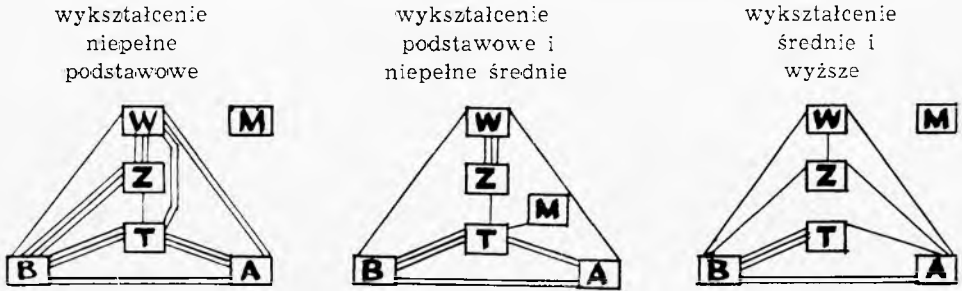 wykształcenie
niepełne
podstawowe
W
M
Z
T
B
A
wykształcenie
podstawowe i
niepełne średnie
W
Z
M
T
B
A
wykształcenie
średnie i
wyższe
W
M
Z
T
B
A